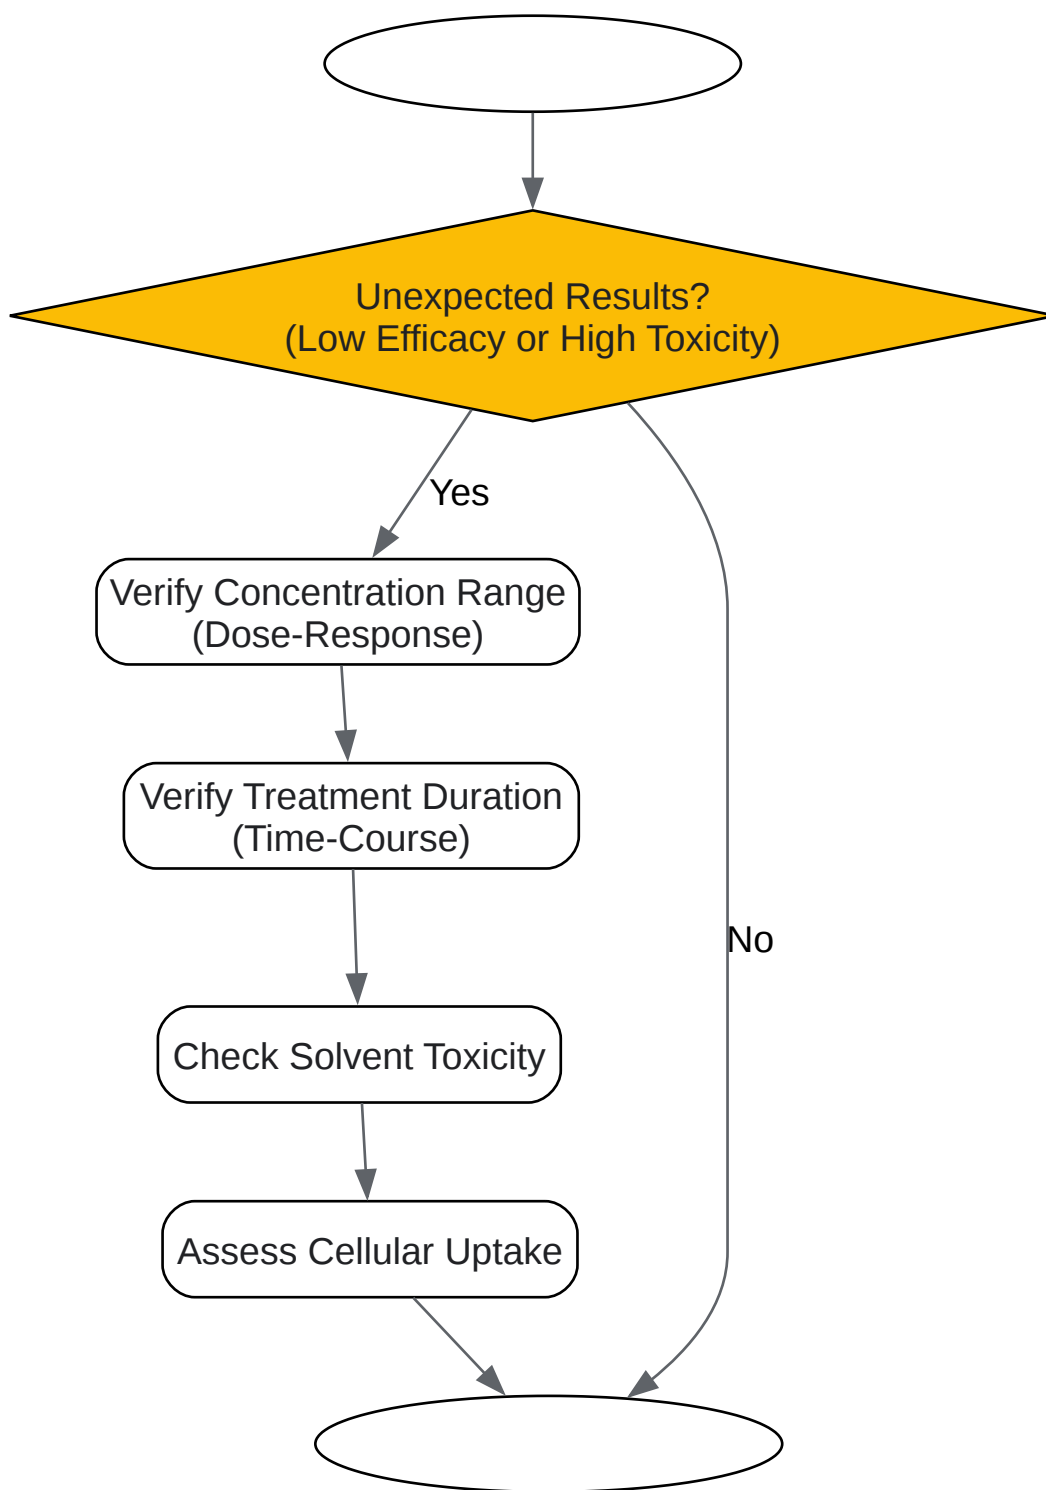 Unexpected Results?
(Low Efficacy or High Toxicity)
Yes
Verify Concentration Range
(Dose-Response)
Verify Treatment Duration
(Time-Course)
No
Check Solvent Toxicity
Assess Cellular Uptake